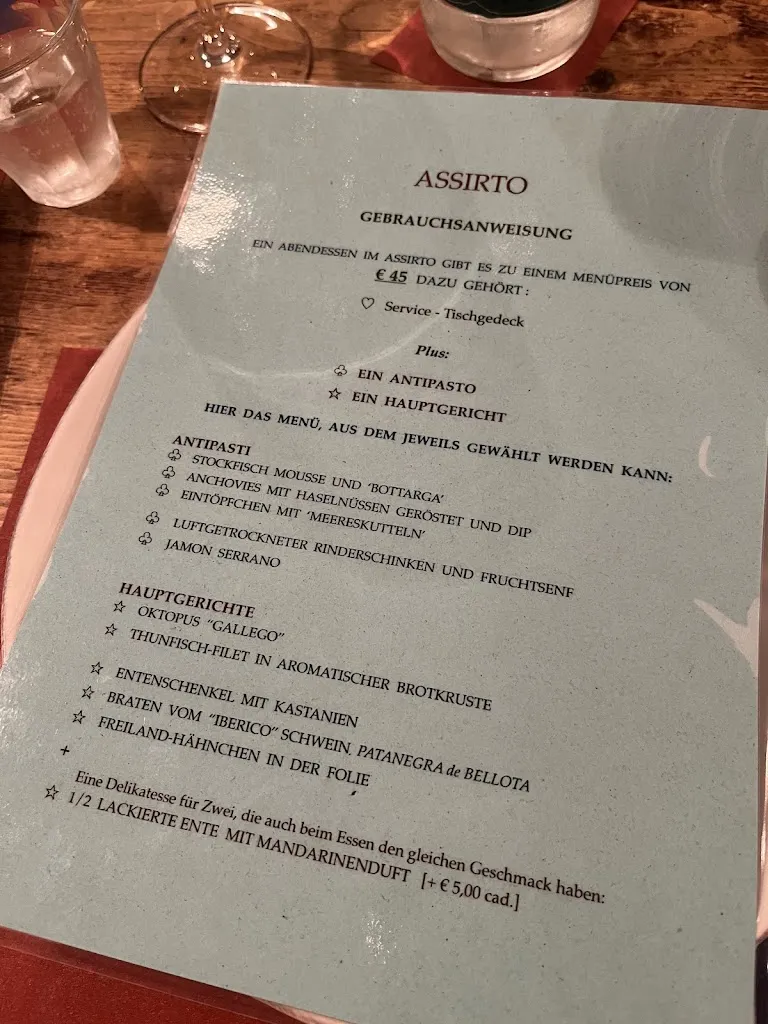 ASSIRTO
GEBRAUCHSANWEISUNG
EIN ABENDESSEN IM ASSIRTO GIBT ES ZU EINEM MENÜPREIS VON
€ 45 DAZU GEHÖRT :
♡ Service - Tischgedeck
Plus:
♧ EIN ANTIPASTO
☆ EIN HAUPTGERICHT
HIER DAS MENÜ, AUS DEM JEWEILS GEWÄHLT WERDEN KANN:
ANTIPASTI
♧ STOCKFISCH MOUSSE UND ‘BOTTARGA’
♧ ANCHOVIES MIT HASELNÜSSEN GERÖSTET UND DIP
♧ EINTÖPFCHEN MIT ‘MEERESKUTTELN’
♧ LUFTGETROCKNETER RINDERSCHINKEN UND FRUCHTSENF
♧ JAMON SERRANO
HAUPTGERICHTE
☆ OKTOPUS “GALLEGO”
☆ THUNFISCH-FILET IN AROMATISCHER BROTKRUSTE
☆ ENTENSCHENKEL MIT KASTANIEN
☆ BRATEN VOM “IBERICO” SCHWEIN, PATANEGRA de BELLOTA
☆ FREILAND-HÄHNCHEN IN DER FOLIE
+
Eine Delikatesse für Zwei, die auch beim Essen den gleichen Geschmack haben:
☆ 1/2 LACKIERTE ENTE MIT MANDARINENDUFT [+ € 5,00 cad.]